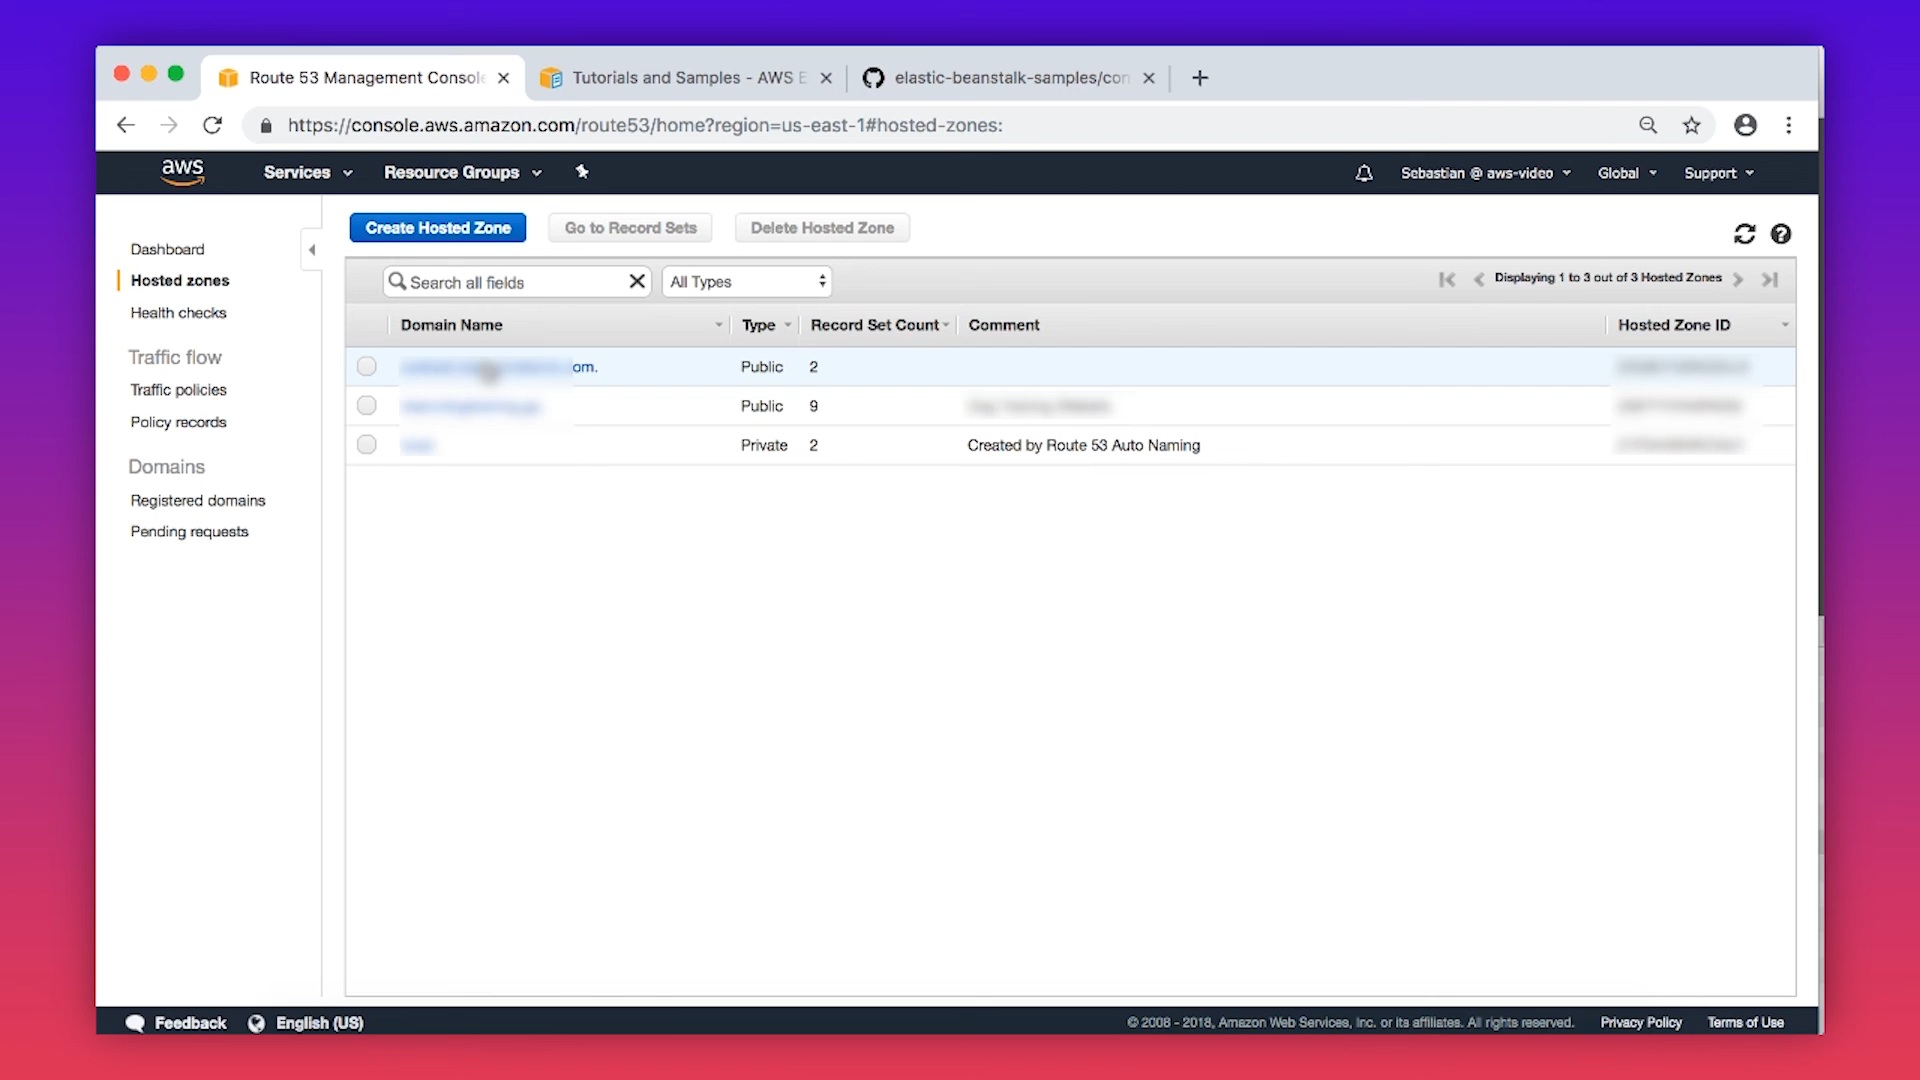 Route 53 Management Consol
Tutorials and Samples - AWS E
elastic-beanstalk-samples/con
https://console.aws.amazon.com/route53/home?region=us-east-1#hosted-zones:
aws
Services
Resource Groups
Sebastian @ aws-video
Global
Support
Dashboard
Hosted zones
Health checks
Traffic flow
Traffic policies
Policy records
Domains
Registered domains
Pending requests
Create Hosted Zone
Go to Record Sets
Delete Hosted Zone
Search all fields
All Types
Displaying 1 to 3 out of 3 Hosted Zones
Domain Name Type Record Set Count Comment Hosted Zone ID
om. Public 2
Public 9
Private 2 Created by Route 53 Auto Naming
Feedback
English (US)
© 2008 - 2018, Amazon Web Services, Inc. or its affiliates. All rights reserved.
Privacy Policy
Terms of Use